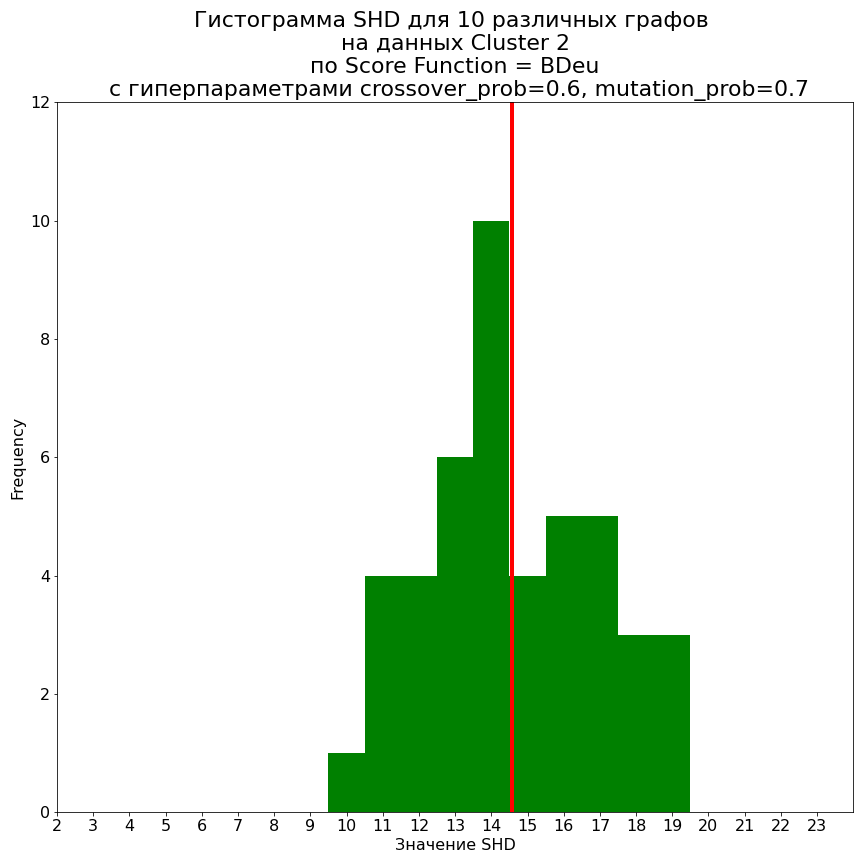 Гистограмма SHD для 10 различных графов
на данных Cluster 2
по Score Function = BDeu
с гиперпараметрами crossover_prob=0.6, mutation_prob=0.7
12
10
8
6
4
2
0
Frequency
2 3 4 5 6 7 8 9 10 11 12 13 14 15 16 17 18 19 20 21 22 23
Значение SHD